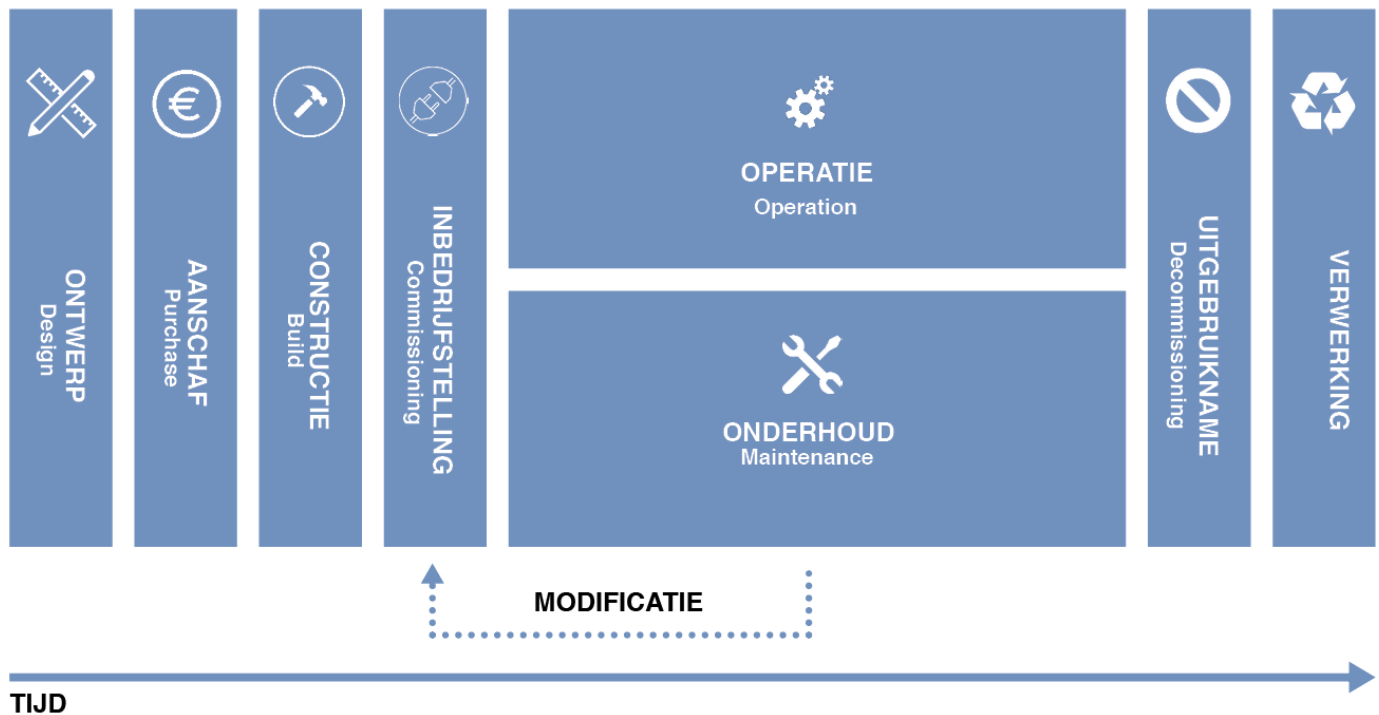 ONTWERP
Design
AANSCHAF
Purchase
CONSTRUCTIE
Build
INBEDRIJFSTELLING
Commissioning
OPERATIE
Operation
ONDERHOUD
Maintenance
UITGEBRUIKNAME
Decommissioning
VERWERKING
MODIFICATIE
TIJD